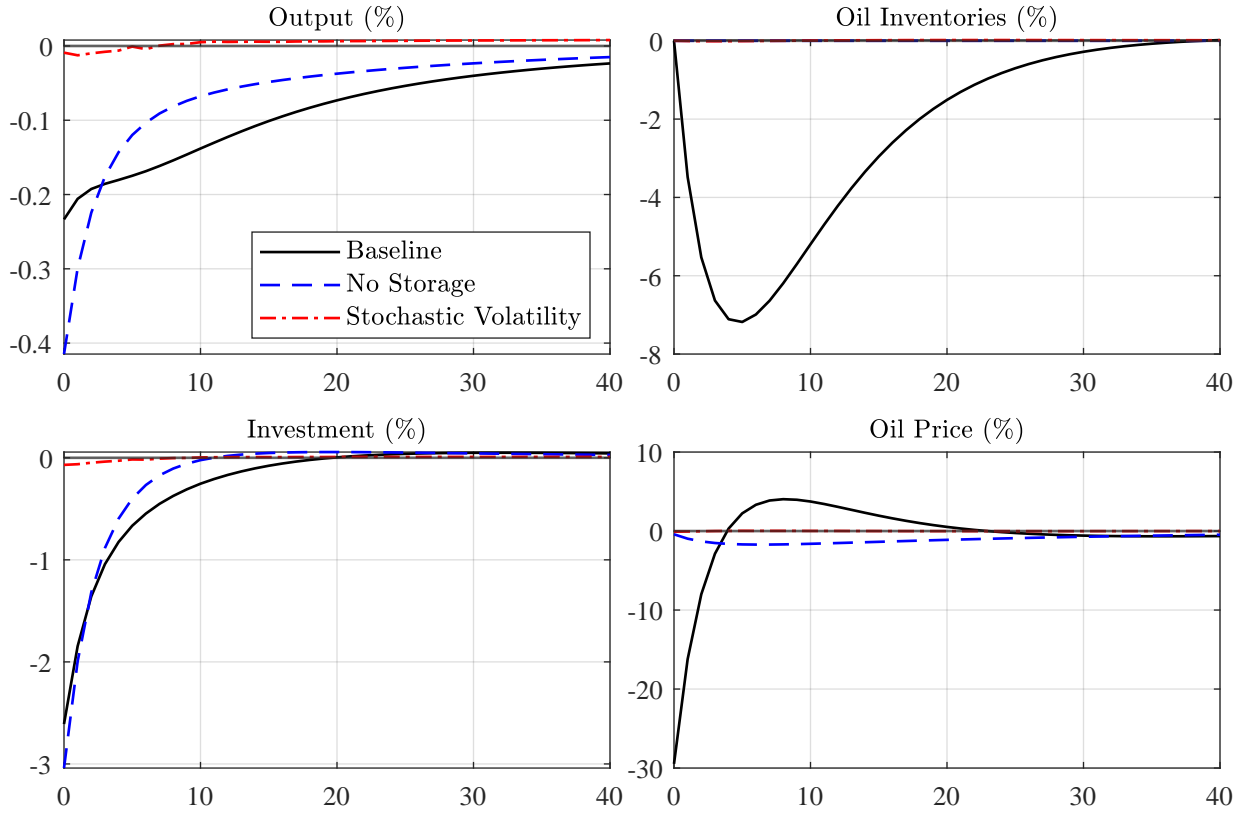 Output (%)
0
-0.1
-0.2
-0.3
-0.4
0 10 20 30 40
Baseline
No Storage
Stochastic Volatility
Oil Inventories (%)
0
-2
-4
-6
-8
0 10 20 30 40
Investment (%)
0
-1
-2
-3
0 10 20 30 40
Oil Price (%)
10
0
-10
-20
-30
0 10 20 30 40